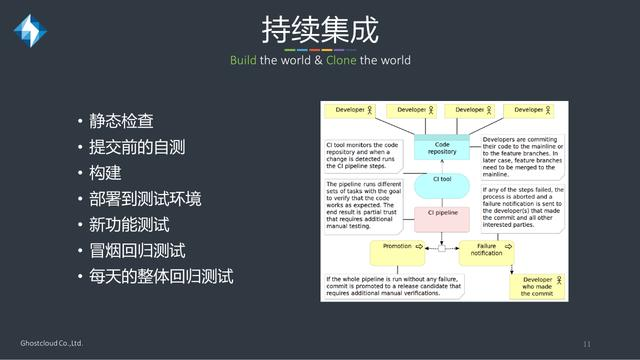 持续集成
Build the world & Clone the world
• 静态检查
• 提交前的自测
• 构建
• 部署到测试环境
• 新功能测试
• 冒烟回归测试
• 每天的整体回归测试
Developer
Developer
Developer
Developer
CI tool monitors the code
repository and when a
change is detected runs
the CI pipeline steps.
Code
repository
Developers are commiting
their code to the mainline or
to the feature branches. In
later case, feature branches
need to be merged to the
mainline.
CI tool
The pipeline runs different
sets of tasks with the goal
to verify that the code
works as expected. The
end result is partial trust
that requires additional
manual testing.
If any of the steps failed, the
process is aborted and a
failure notification is sent to
the developer(s) that made
the commit and all other
interested parties.
CI pipeline
Promotion
Failure
notification
If the whole pipeline is run without any failure,
commit is promoted to a release candidate that
requires additional manual verifications.
Developer
who made
the commit
Ghostcloud Co.,Ltd.
11